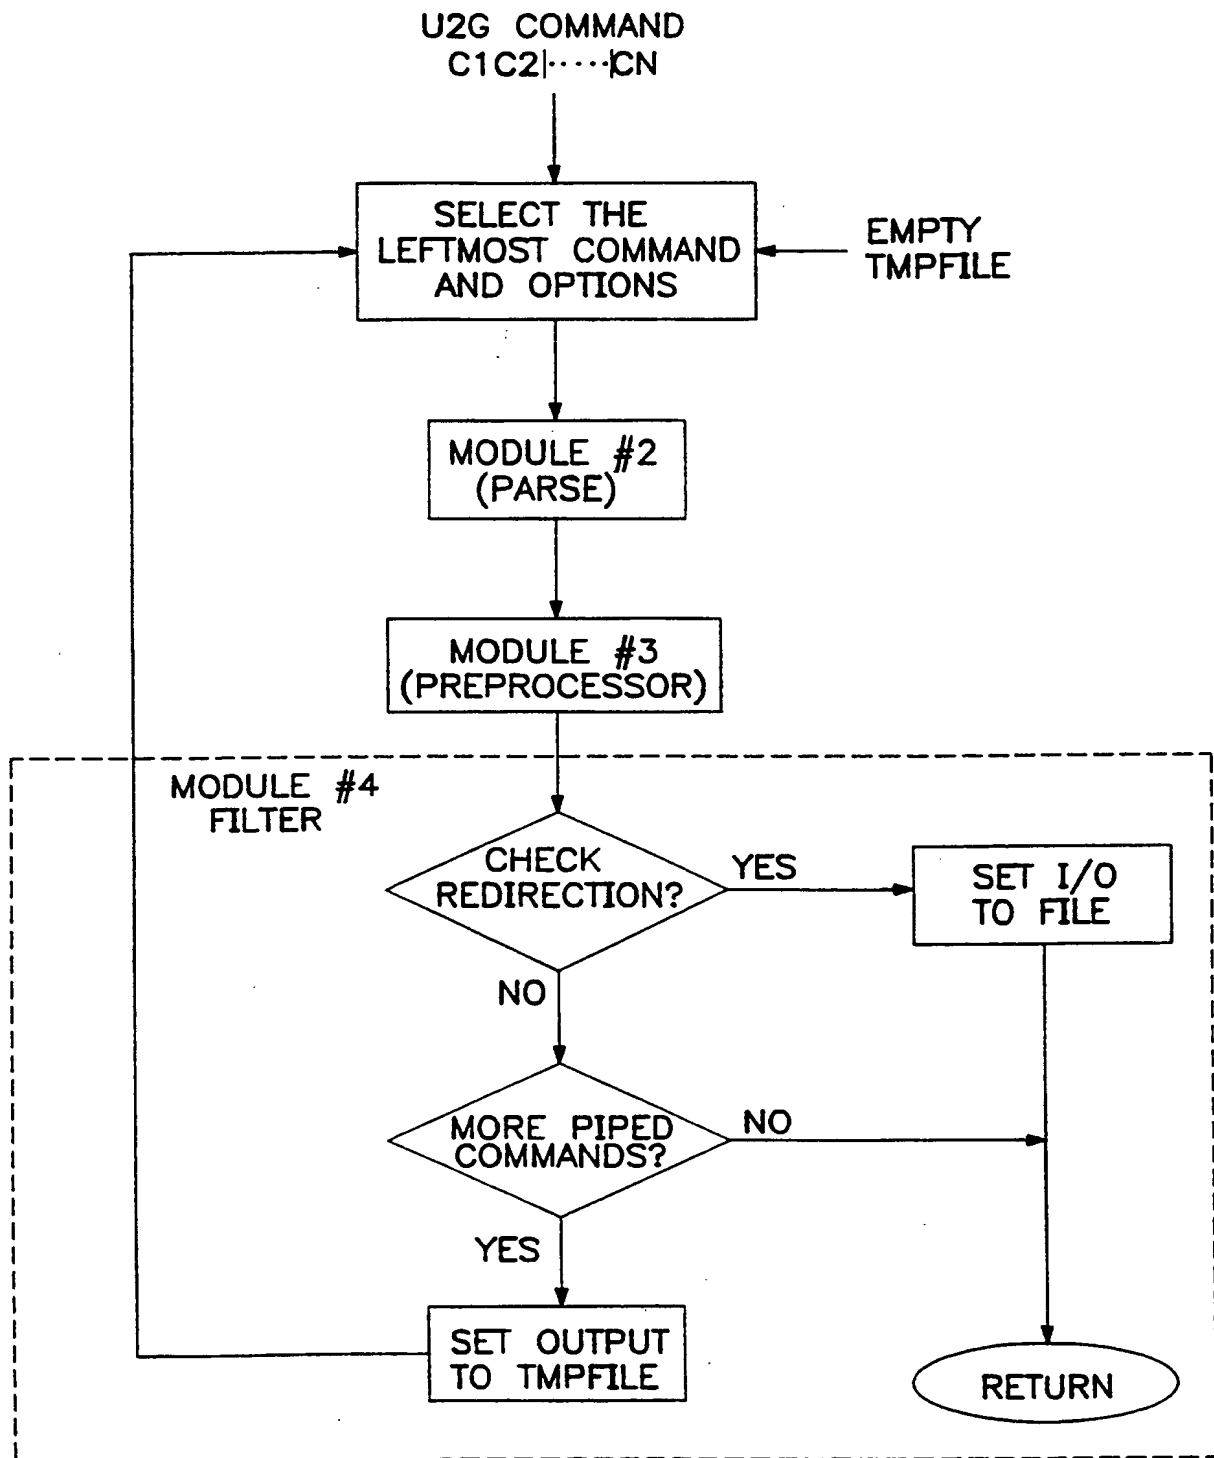 U2G COMMAND
C1C2|·····|CN
SELECT THE
LEFTMOST COMMAND
AND OPTIONS
EMPTY
TMPFILE
MODULE #2
(PARSE)
MODULE #3
(PREPROCESSOR)
MODULE #4
FILTER
CHECK
REDIRECTION?
YES
SET I/O
TO FILE
NO
MORE PIPED
COMMANDS?
NO
YES
SET OUTPUT
TO TMPFILE
RETURN